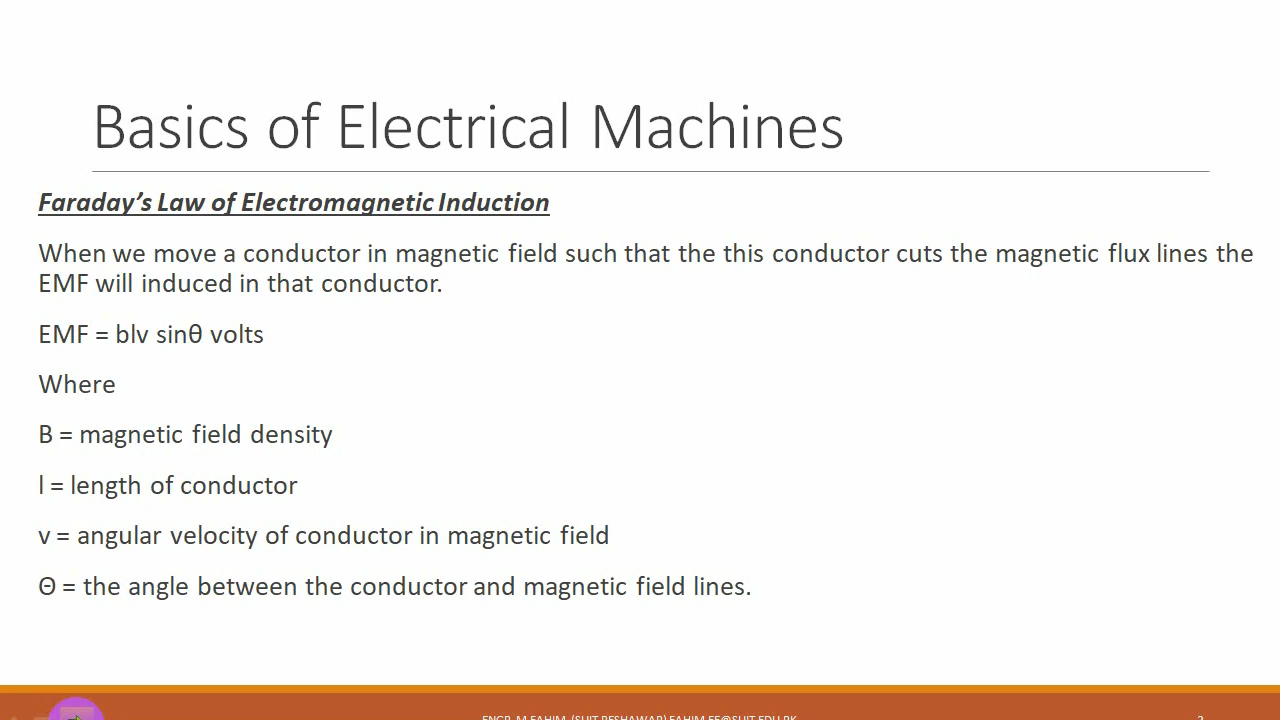 Basics of Electrical Machines
Faraday’s Law of Electromagnetic Induction
When we move a conductor in magnetic field such that the this conductor cuts the magnetic flux lines the
EMF will induced in that conductor.
EMF = blv sinθ volts
Where
B = magnetic field density
l = length of conductor
v = angular velocity of conductor in magnetic field
Θ = the angle between the conductor and magnetic field lines.
ENGR. M FAHIM (SUIT PESHAWAR) FAHIM.EE@SUIT.EDU.PK